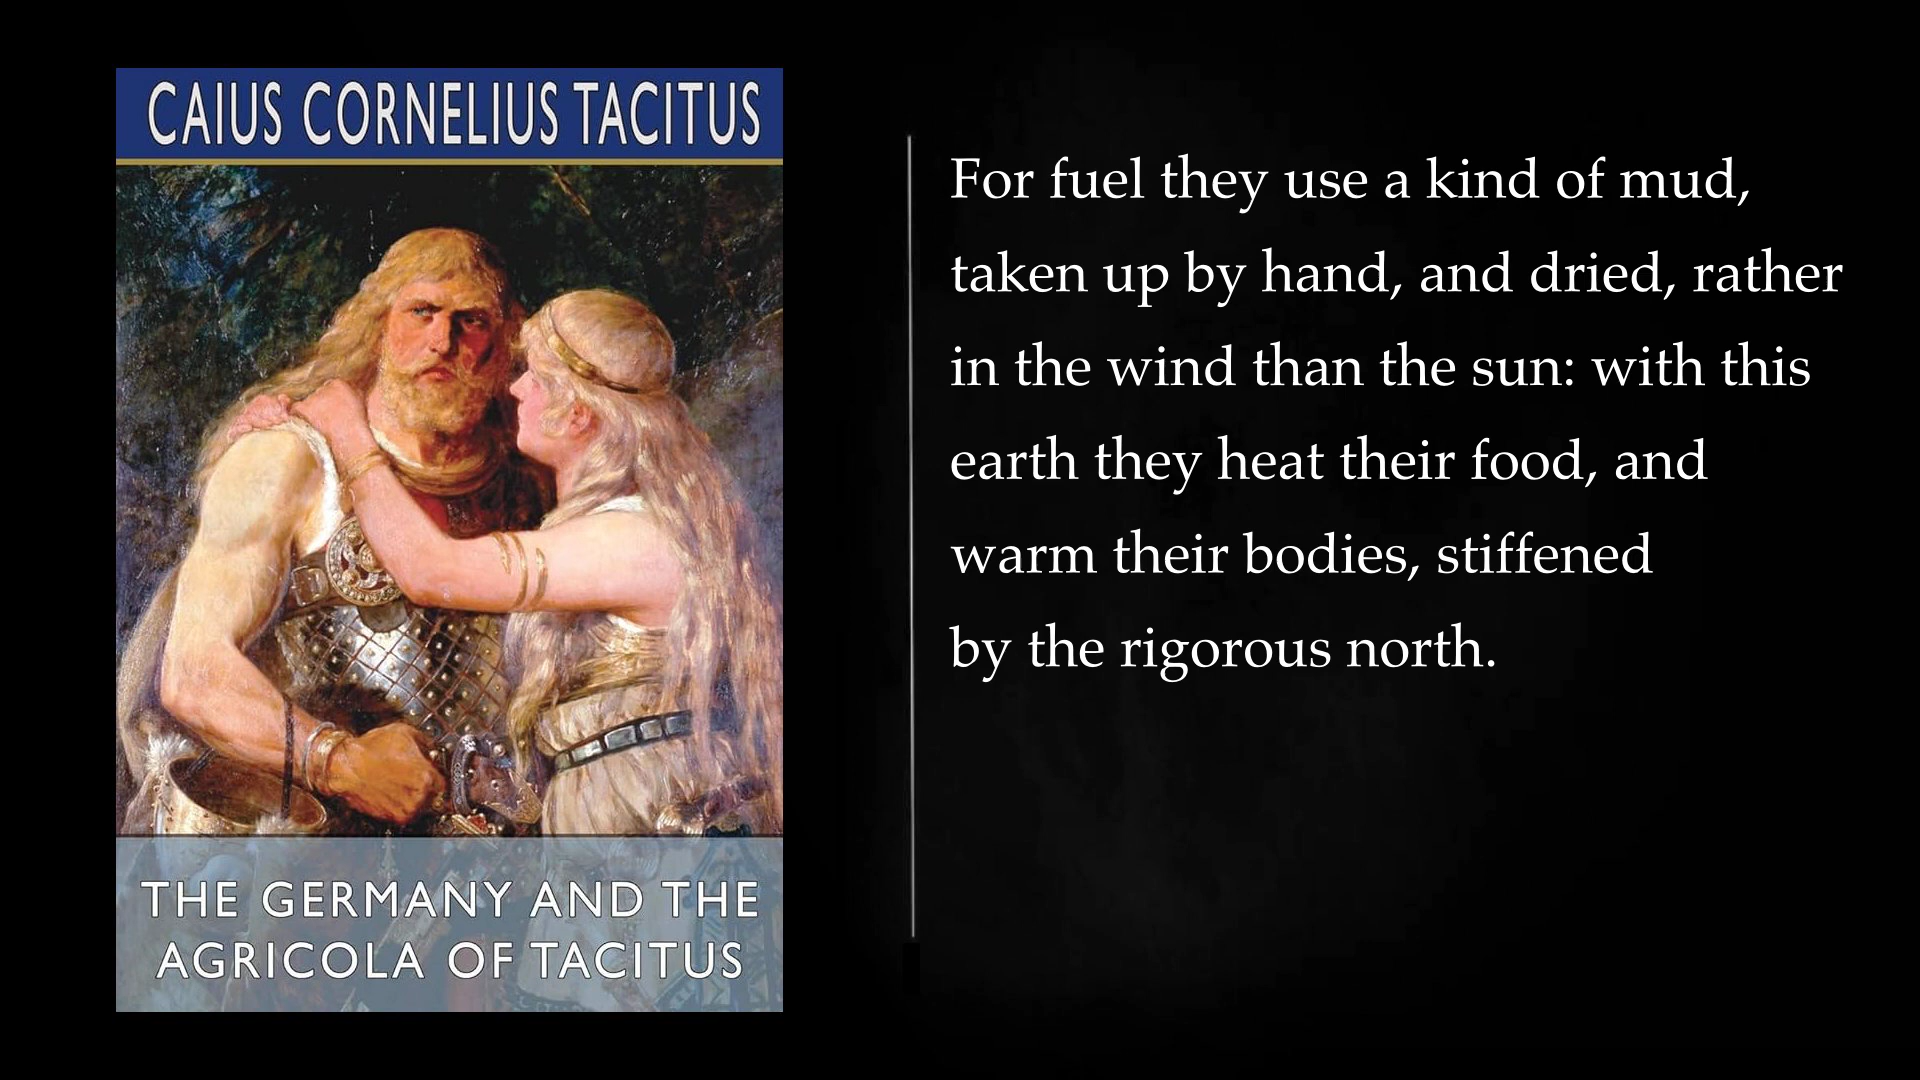 CAIUS CORNELIUS TACITUS
THE GERMANY AND THE
AGRICOLA OF TACITUS
For fuel they use a kind of mud,
taken up by hand, and dried, rather
in the wind than the sun: with this
earth they heat their food, and
warm their bodies, stiffened
by the rigorous north.